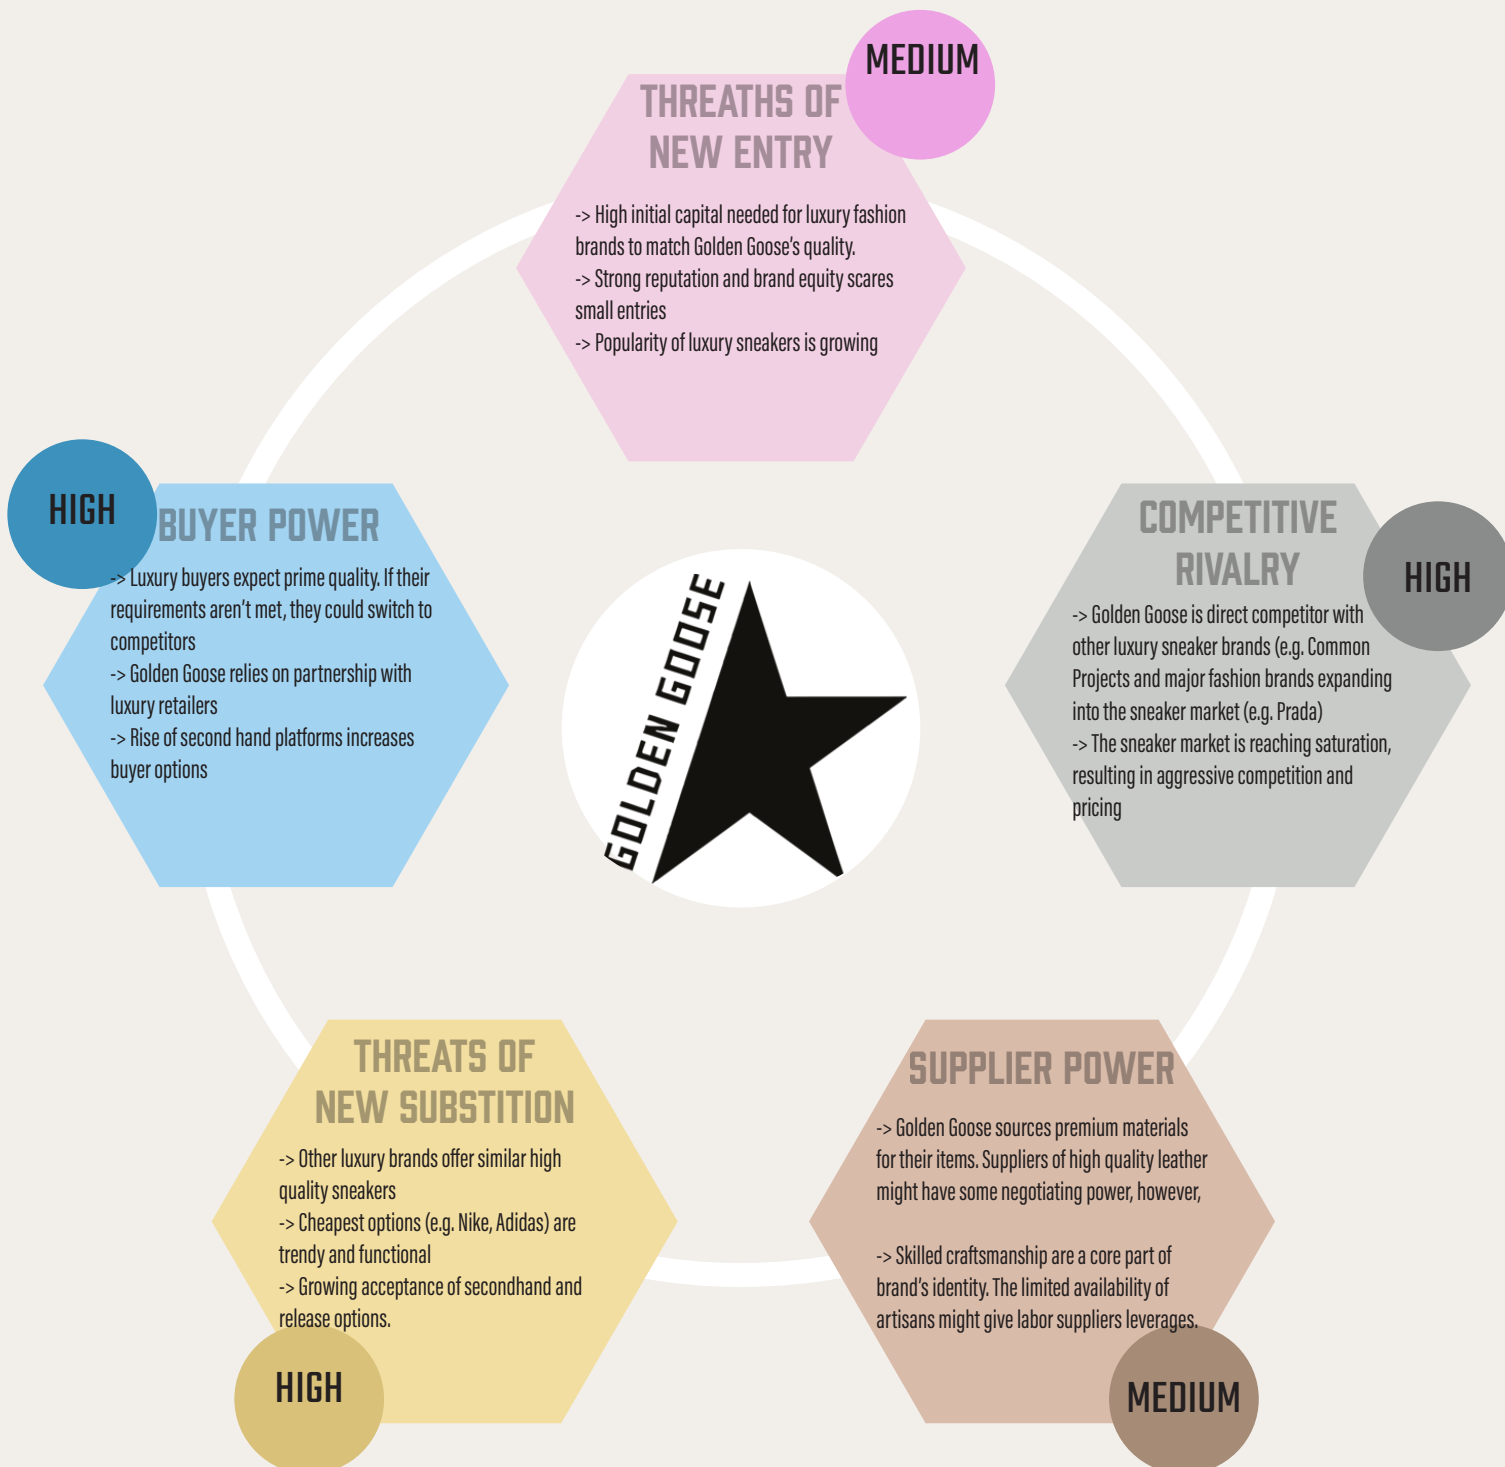 MEDIUM
THREATHS OF
NEW ENTRY
-> High initial capital needed for luxury fashion
brands to match Golden Goose's quality.
-> Strong reputation and brand equity scares
small entries
-> Popularity of luxury sneakers is growing
HIGH
BUYER POWER
-> Luxury buyers expect prime quality. If their
requirements aren't met, they could switch to
competitors
-> Golden Goose relies on partnership with
luxury retailers
-> Rise of second hand platforms increases
buyer options
GOLDEN GOOSE
COMPETITIVE
RIVALRY
HIGH
-> Golden Goose is direct competitor with
other luxury sneaker brands (e.g. Common
Projects and major fashion brands expanding
into the sneaker market (e.g. Prada)
-> The sneaker market is reaching saturation,
resulting in aggressive competition and
pricing
THREATS OF
NEW SUBSTITION
-> Other luxury brands offer similar high
quality sneakers
-> Cheapest options (e.g. Nike, Adidas) are
trendy and functional
-> Growing acceptance of secondhand and
release options.
HIGH
SUPPLIER POWER
-> Golden Goose sources premium materials
for their items. Suppliers of high quality leather
might have some negotiating power, however,
-> Skilled craftsmanship are a core part of
brand's identity. The limited availability of
artisans might give labor suppliers leverages.
MEDIUM